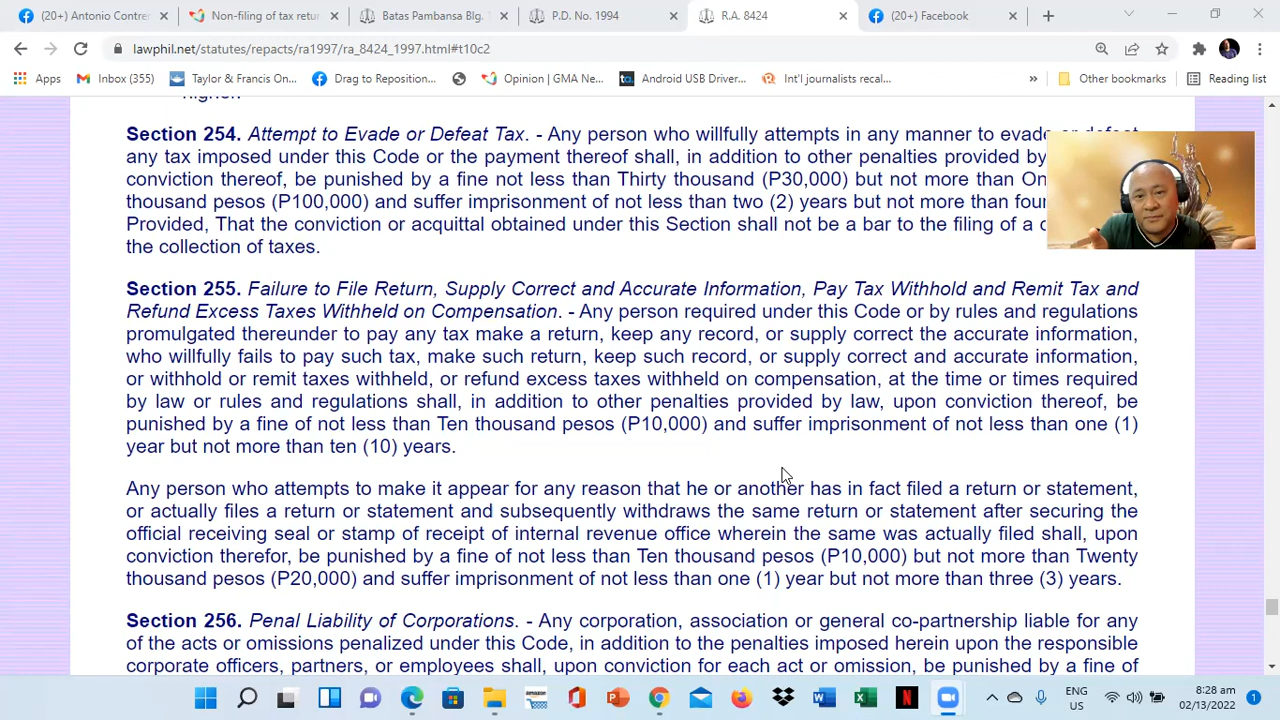 (20+) Antonio Contrer
Non-filing of tax retur
Batas Pambansa Blg. 1
P.D. No. 1994
R.A. 8424
(20+) Facebook
lawphil.net/statutes/repacts/ra1997/ra_8424_1997.html#t10c2
Apps
Inbox (355)
Taylor & Francis On...
Drag to Reposition...
Opinion | GMA Ne...
Android USB Driver...
Int'l journalists recal...
»
Other bookmarks
Reading list
higher.
Section 254. Attempt to Evade or Defeat Tax. - Any person who willfully attempts in any manner to evade or defeat
any tax imposed under this Code or the payment thereof shall, in addition to other penalties provided by
conviction thereof, be punished by a fine not less than Thirty thousand (P30,000) but not more than On
thousand pesos (P100,000) and suffer imprisonment of not less than two (2) years but not more than four
Provided, That the conviction or acquittal obtained under this Section shall not be a bar to the filing of a c
the collection of taxes.
Section 255. Failure to File Return, Supply Correct and Accurate Information, Pay Tax Withhold and Remit Tax and
Refund Excess Taxes Withheld on Compensation. - Any person required under this Code or by rules and regulations
promulgated thereunder to pay any tax make a return, keep any record, or supply correct the accurate information,
who willfully fails to pay such tax, make such return, keep such record, or supply correct and accurate information,
or withhold or remit taxes withheld, or refund excess taxes withheld on compensation, at the time or times required
by law or rules and regulations shall, in addition to other penalties provided by law, upon conviction thereof, be
punished by a fine of not less than Ten thousand pesos (P10,000) and suffer imprisonment of not less than one (1)
year but not more than ten (10) years.
Any person who attempts to make it appear for any reason that he or another has in fact filed a return or statement,
or actually files a return or statement and subsequently withdraws the same return or statement after securing the
official receiving seal or stamp of receipt of internal revenue office wherein the same was actually filed shall, upon
conviction therefor, be punished by a fine of not less than Ten thousand pesos (P10,000) but not more than Twenty
thousand pesos (P20,000) and suffer imprisonment of not less than one (1) year but not more than three (3) years.
Section 256. Penal Liability of Corporations. - Any corporation, association or general co-partnership liable for any
of the acts or omissions penalized under this Code, in addition to the penalties imposed herein upon the responsible
corporate officers, partners, or employees shall, upon conviction for each act or omission, be punished by a fine of
amazon
ENG
US
8:28 am
02/13/2022
1